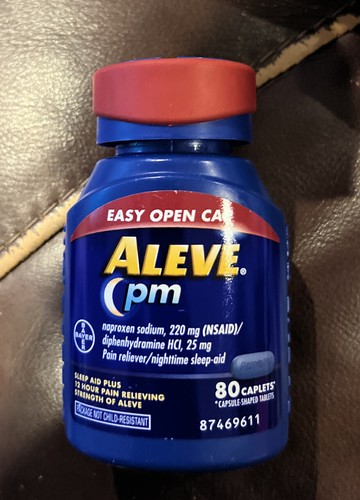 EASY OPEN CAP
ALEVE®
pm
BAYER
naproxen sodium, 220 mg (NSAID)/
diphenhydramine HCl, 25 mg
Pain reliever/nighttime sleep-aid
SLEEP AID PLUS
12 HOUR PAIN RELIEVING
STRENGTH OF ALEVE
PACKAGE NOT CHILD-RESISTANT
80 CAPLETS*
*CAPSULE-SHAPED TABLETS
87469611